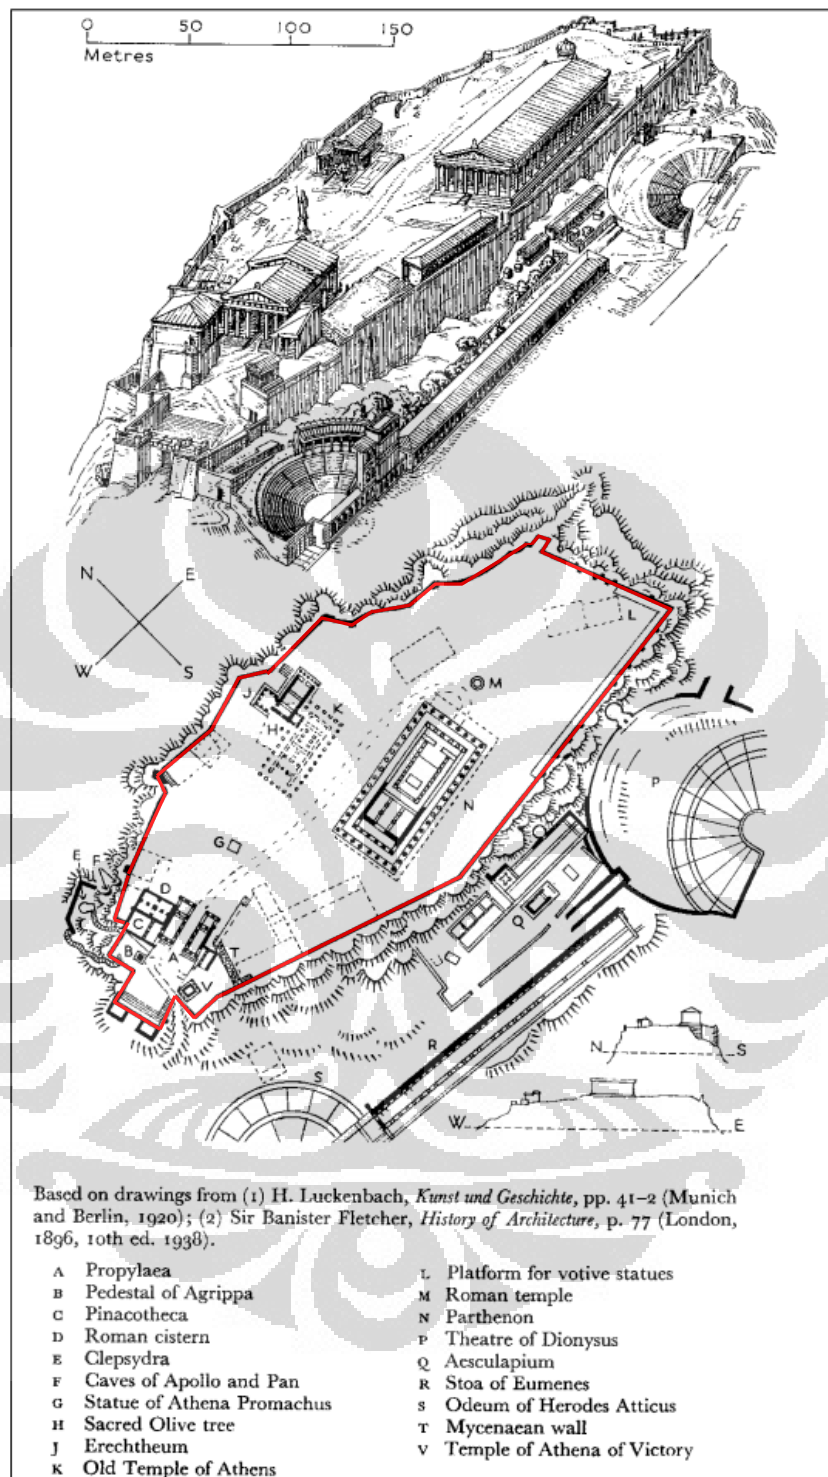 0 50 100 150
Metres
N E
W S
L
M
J
K
H
P
N
G
E F
D
C
Q
B A T
U
V
R
N S
S
W E
Based on drawings from (1) H. Luckenbach, Kunst und Geschichte, pp. 41–2 (Munich
and Berlin, 1920); (2) Sir Banister Fletcher, History of Architecture, p. 77 (London,
1896, 10th ed. 1938).
A Propylaea
B Pedestal of Agrippa
C Pinacotheca
D Roman cistern
E Clepsydra
F Caves of Apollo and Pan
G Statue of Athena Promachus
H Sacred Olive tree
J Erechtheum
K Old Temple of Athens
L Platform for votive statues
M Roman temple
N Parthenon
P Theatre of Dionysus
Q Aesculapium
R Stoa of Eumenes
S Odeum of Herodes Atticus
T Mycenaean wall
V Temple of Athena of Victory